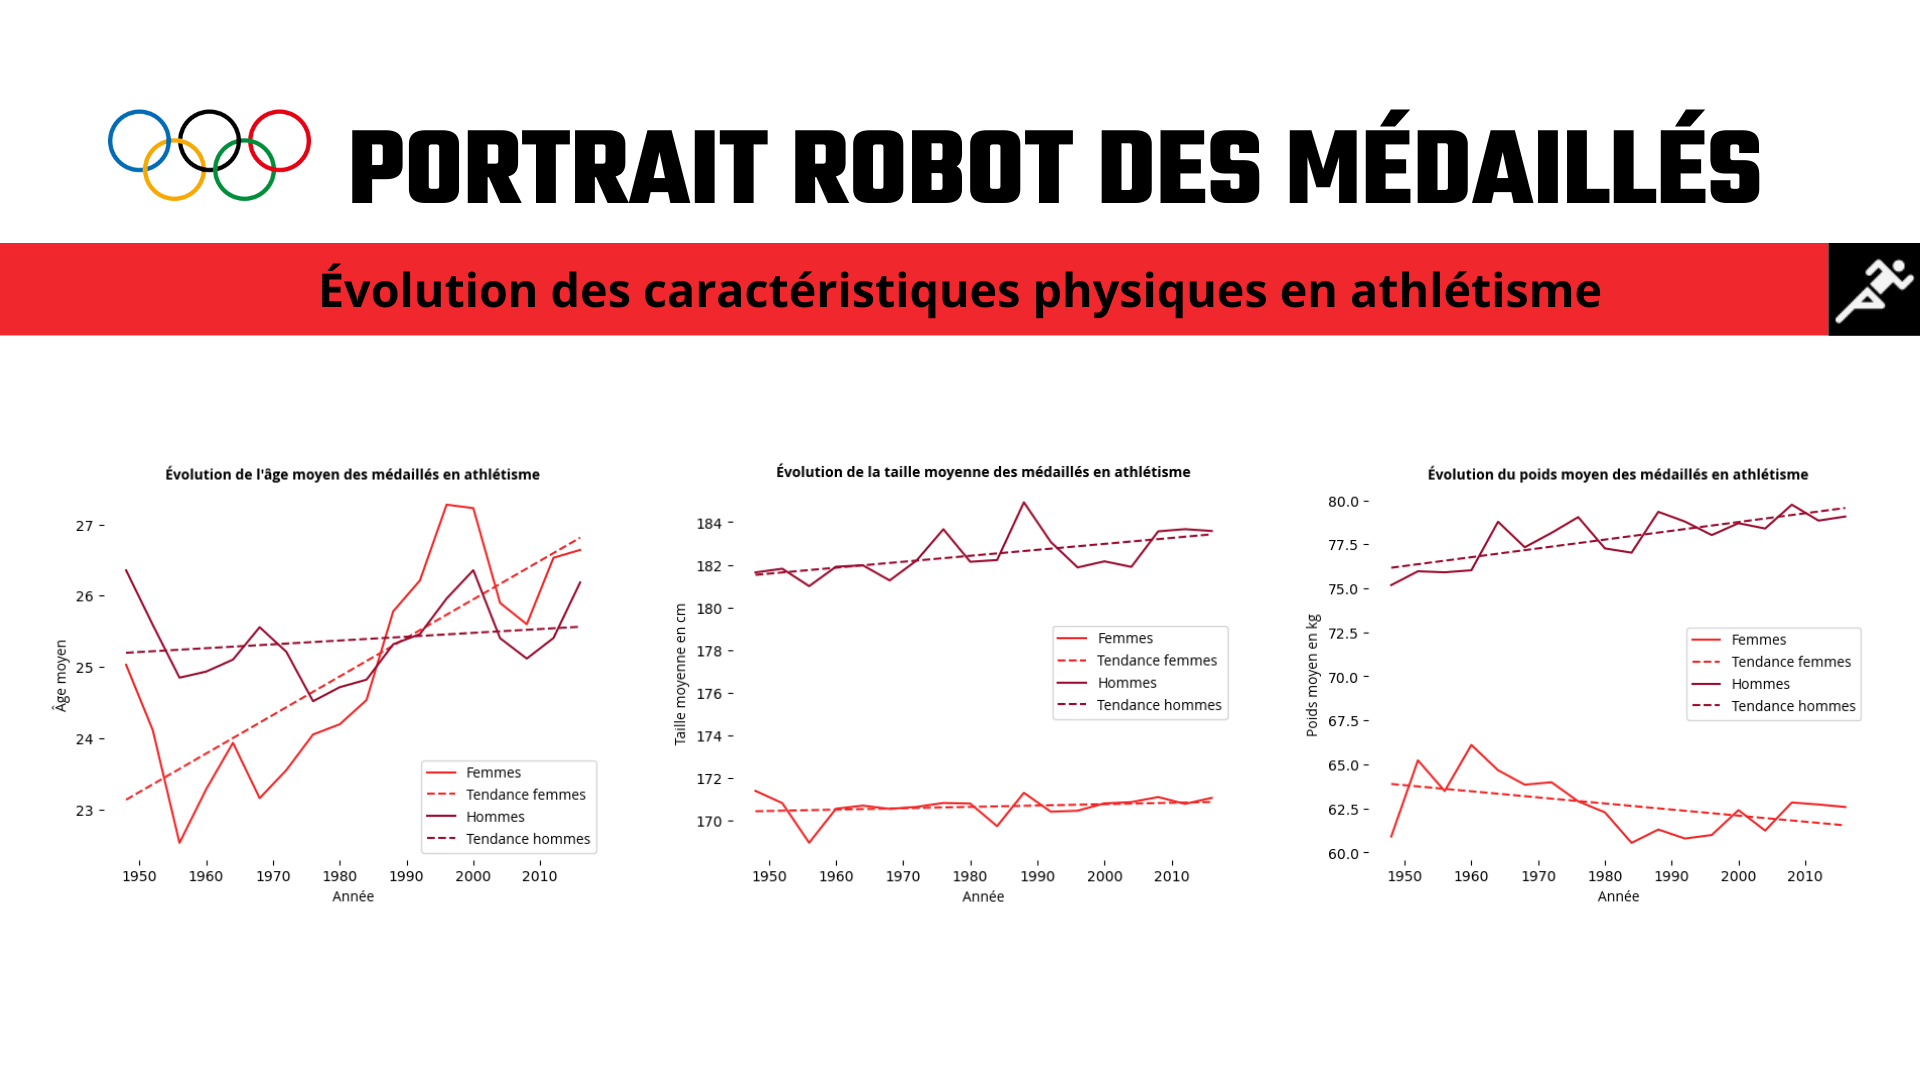 PORTRAIT ROBOT DES MÉDAILLÉS
Évolution des caractéristiques physiques en athlétisme
Évolution de l'âge moyen des médaillés en athlétisme
27
26
25
24
23
Âge moyen
1950 1960 1970 1980 1990 2000 2010
Année
Femmes
Tendance femmes
Hommes
Tendance hommes
Évolution de la taille moyenne des médaillés en athlétisme
184
182
180
178
176
174
172
170
Taille moyenne en cm
1950 1960 1970 1980 1990 2000 2010
Année
Femmes
Tendance femmes
Hommes
Tendance hommes
Évolution du poids moyen des médaillés en athlétisme
80.0
77.5
75.0
72.5
70.0
67.5
65.0
62.5
60.0
Poids moyen en kg
1950 1960 1970 1980 1990 2000 2010
Année
Femmes
Tendance femmes
Hommes
Tendance hommes